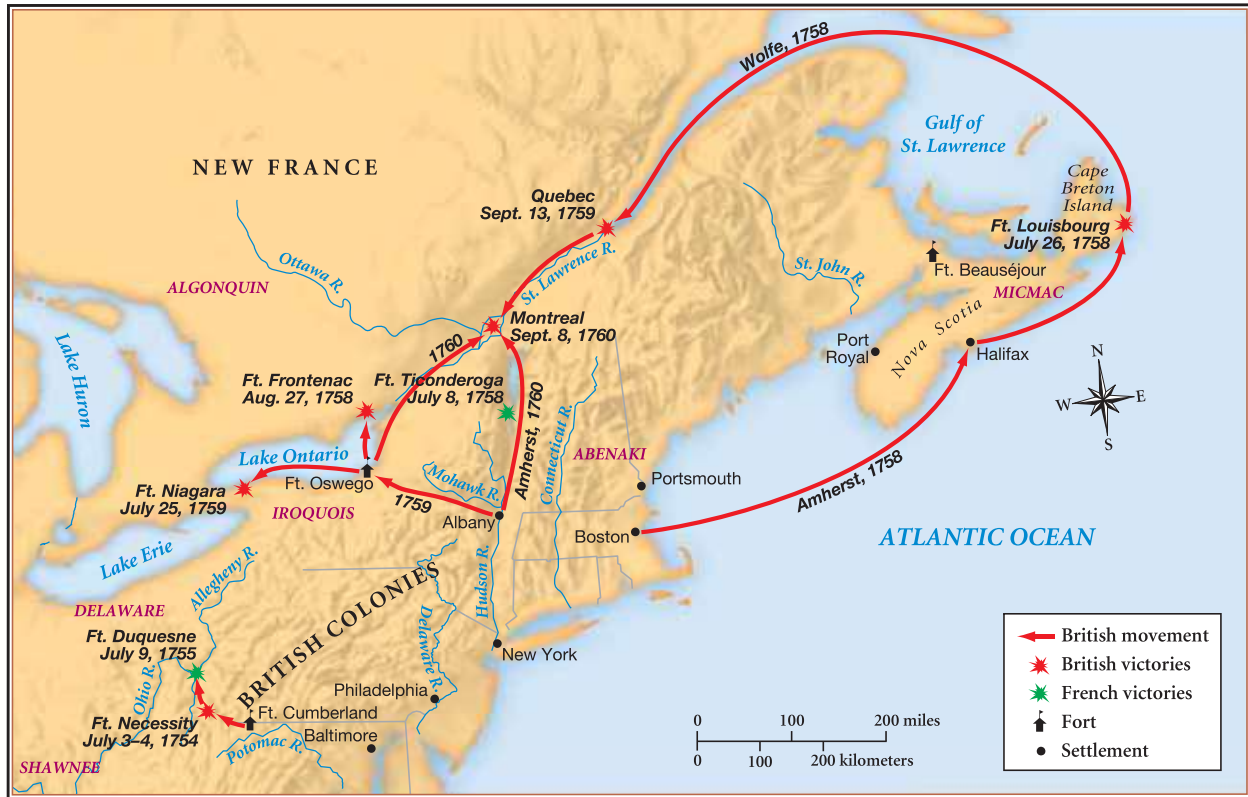 Wolfe, 1758
Gulf of
St. Lawrence
NEW FRANCE
Cape
Breton
Island
Quebec
Sept. 13, 1759
Ft. Louisbourg
July 26, 1758
Ottawa R.
St. Lawrence R.
St. John R.
Ft. Beauséjour
ALGONQUIN
MICMAC
Montreal
Sept. 8, 1760
Nova Scotia
Port
Royal
Halifax
Lake Huron
1760
Ft. Frontenac
Aug. 27, 1758
Ft. Ticonderoga
July 8, 1758
N
W
E
S
Amherst, 1760
Connecticut R.
ABENAKI
Lake Ontario
Mohawk R.
Ft. Oswego
Portsmouth
Amherst, 1758
Ft. Niagara
July 25, 1759
IROQUOIS
1759
Albany
Boston
ATLANTIC OCEAN
Lake Erie
Allegheny R.
Hudson R.
DELAWARE
BRITISH COLONIES
Delaware R.
Ft. Duquesne
July 9, 1755
New York
Ohio R.
Philadelphia
Ft. Necessity
July 3–4, 1754
Ft. Cumberland
Baltimore
Potomac R.
SHAWNEE
British movement
British victories
French victories
Fort
Settlement
0 100 200 miles
0 100 200 kilometers